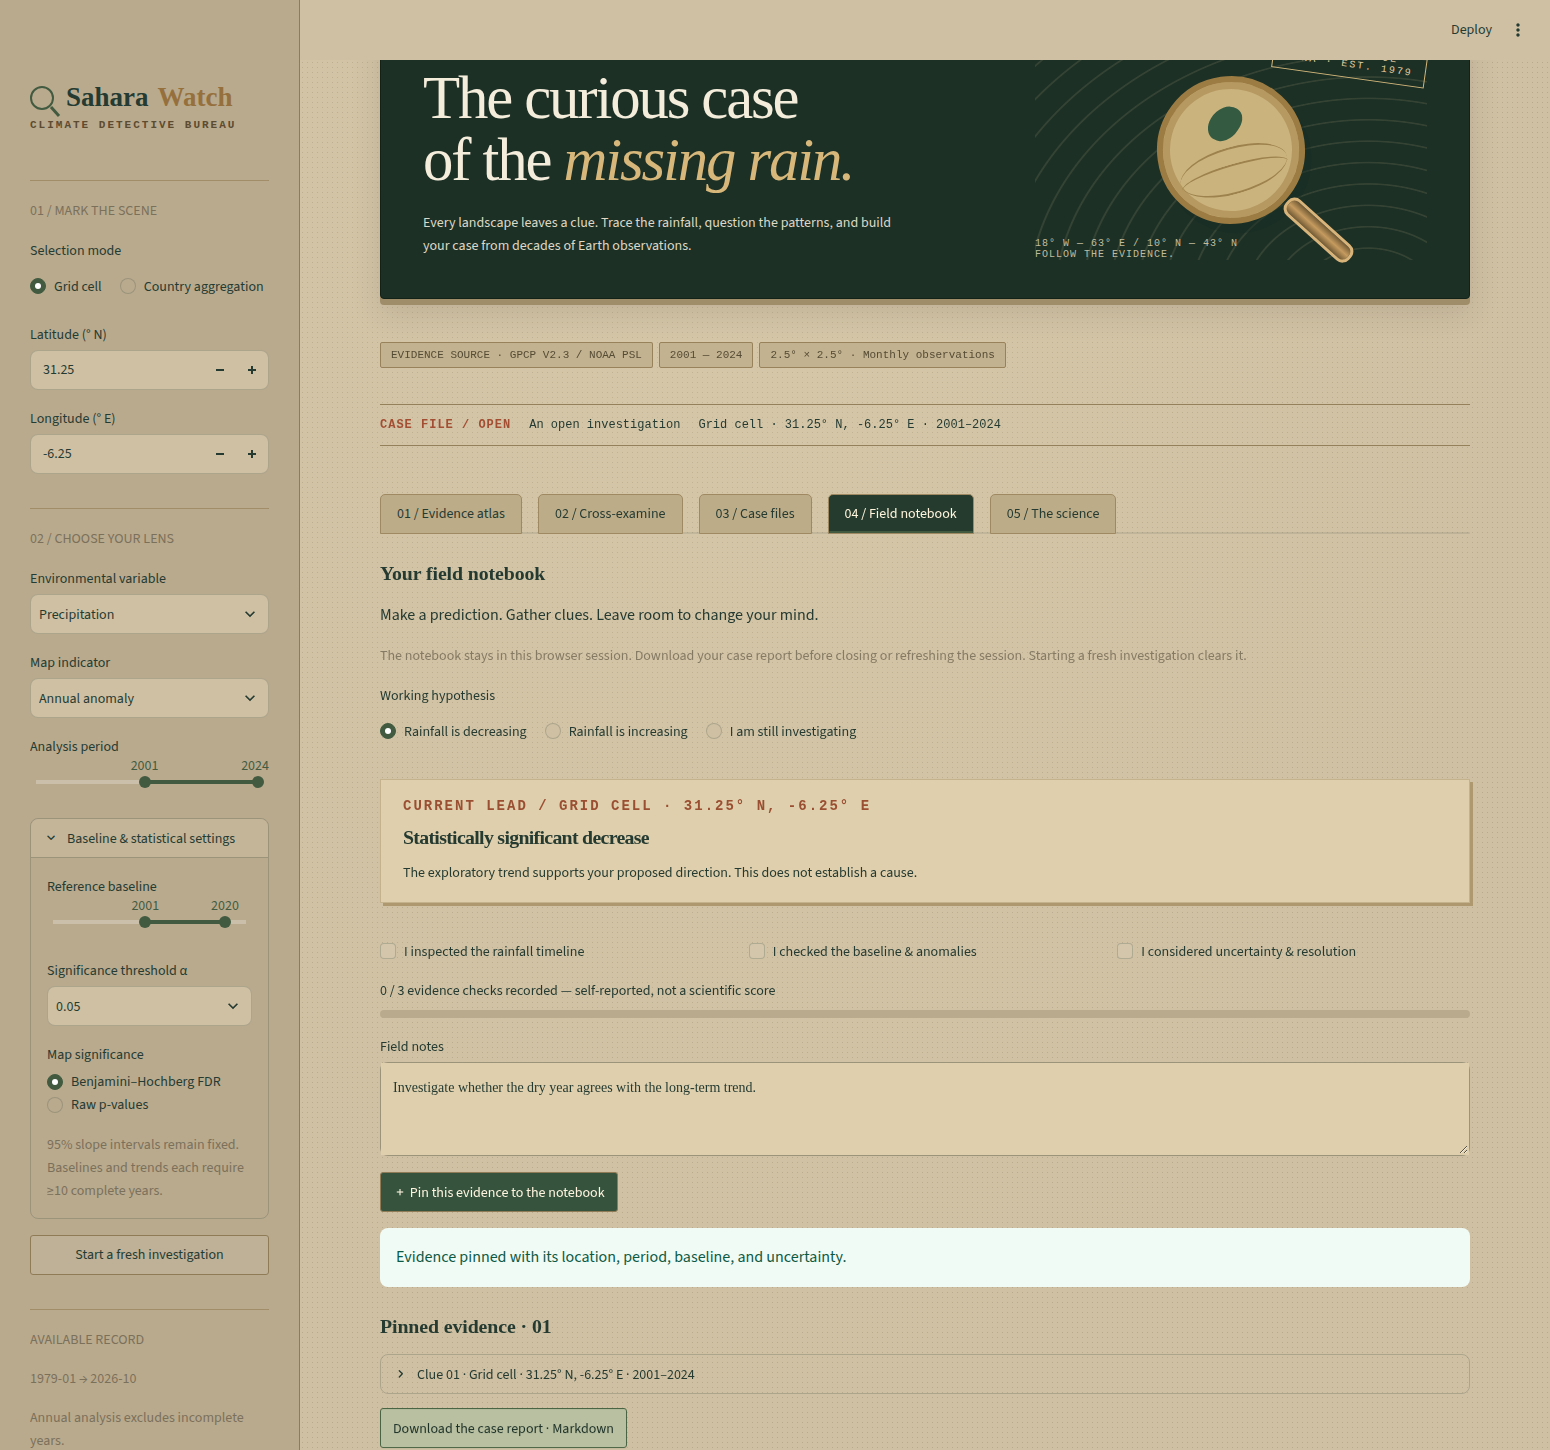 Deploy
Sahara Watch
CLIMATE DETECTIVE BUREAU
01 / MARK THE SCENE
Selection mode
Grid cell
Country aggregation
Latitude (° N)
31.25
Longitude (° E)
-6.25
02 / CHOOSE YOUR LENS
Environmental variable
Precipitation
Map indicator
Annual anomaly
Analysis period
2001
2024
Baseline & statistical settings
Reference baseline
2001
2020
Significance threshold α
0.05
Map significance
Benjamini–Hochberg FDR
Raw p-values
95% slope intervals remain fixed.
Baselines and trends each require
≥10 complete years.
Start a fresh investigation
AVAILABLE RECORD
1979-01 → 2026-10
Annual analysis excludes incomplete
years.
The curious case
of the missing rain.
Every landscape leaves a clue. Trace the rainfall, question the patterns, and build
your case from decades of Earth observations.
EST. 1979
18° W — 63° E / 10° N — 43° N
FOLLOW THE EVIDENCE.
EVIDENCE SOURCE · GPCP V2.3 / NOAA PSL
2001 — 2024
2.5° × 2.5° · Monthly observations
CASE FILE / OPEN An open investigation Grid cell · 31.25° N, -6.25° E · 2001–2024
01 / Evidence atlas
02 / Cross-examine
03 / Case files
04 / Field notebook
05 / The science
Your field notebook
Make a prediction. Gather clues. Leave room to change your mind.
The notebook stays in this browser session. Download your case report before closing or refreshing the session. Starting a fresh investigation clears it.
Working hypothesis
Rainfall is decreasing
Rainfall is increasing
I am still investigating
CURRENT LEAD / GRID CELL · 31.25° N, -6.25° E
Statistically significant decrease
The exploratory trend supports your proposed direction. This does not establish a cause.
I inspected the rainfall timeline
I checked the baseline & anomalies
I considered uncertainty & resolution
0 / 3 evidence checks recorded — self-reported, not a scientific score
Field notes
Investigate whether the dry year agrees with the long-term trend.
+ Pin this evidence to the notebook
Evidence pinned with its location, period, baseline, and uncertainty.
Pinned evidence · 01
Clue 01 · Grid cell · 31.25° N, -6.25° E · 2001–2024
Download the case report · Markdown